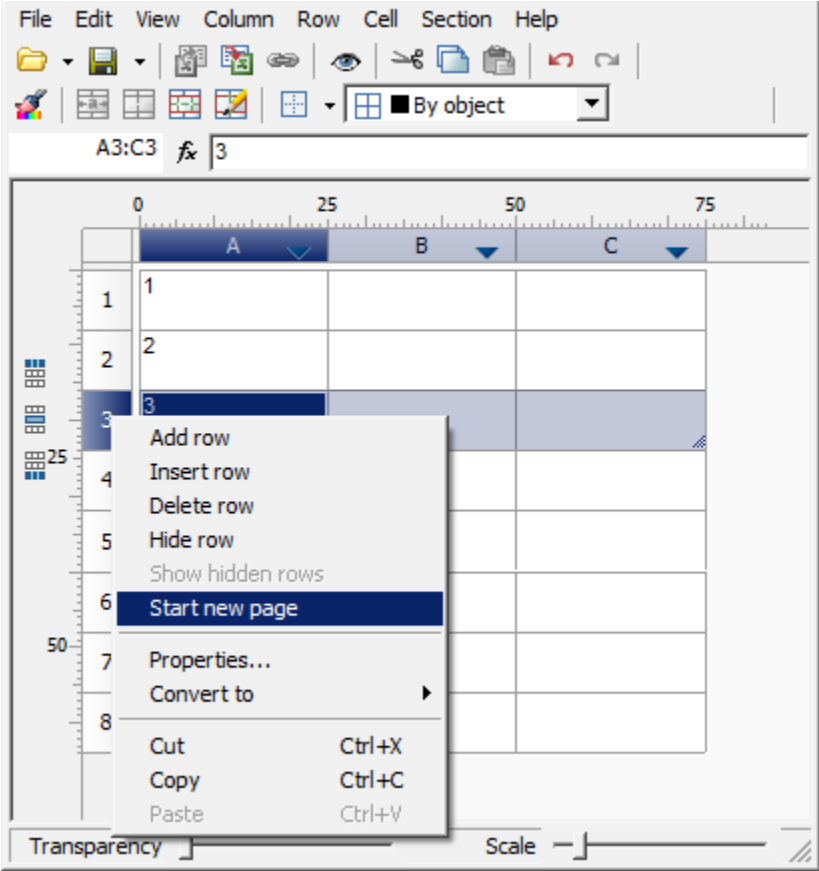 File Edit View Column Row Cell Section Help
By object
A3:C3 fx 3
0 25 50 75
A B C
1 1
2 2
3 3
Add row
25
Insert row
4
Delete row
Hide row
5
Show hidden rows
6 Start new page
50
7 Properties...
Convert to
8
Cut Ctrl+X
Copy Ctrl+C
Paste Ctrl+V
Transparency Scale